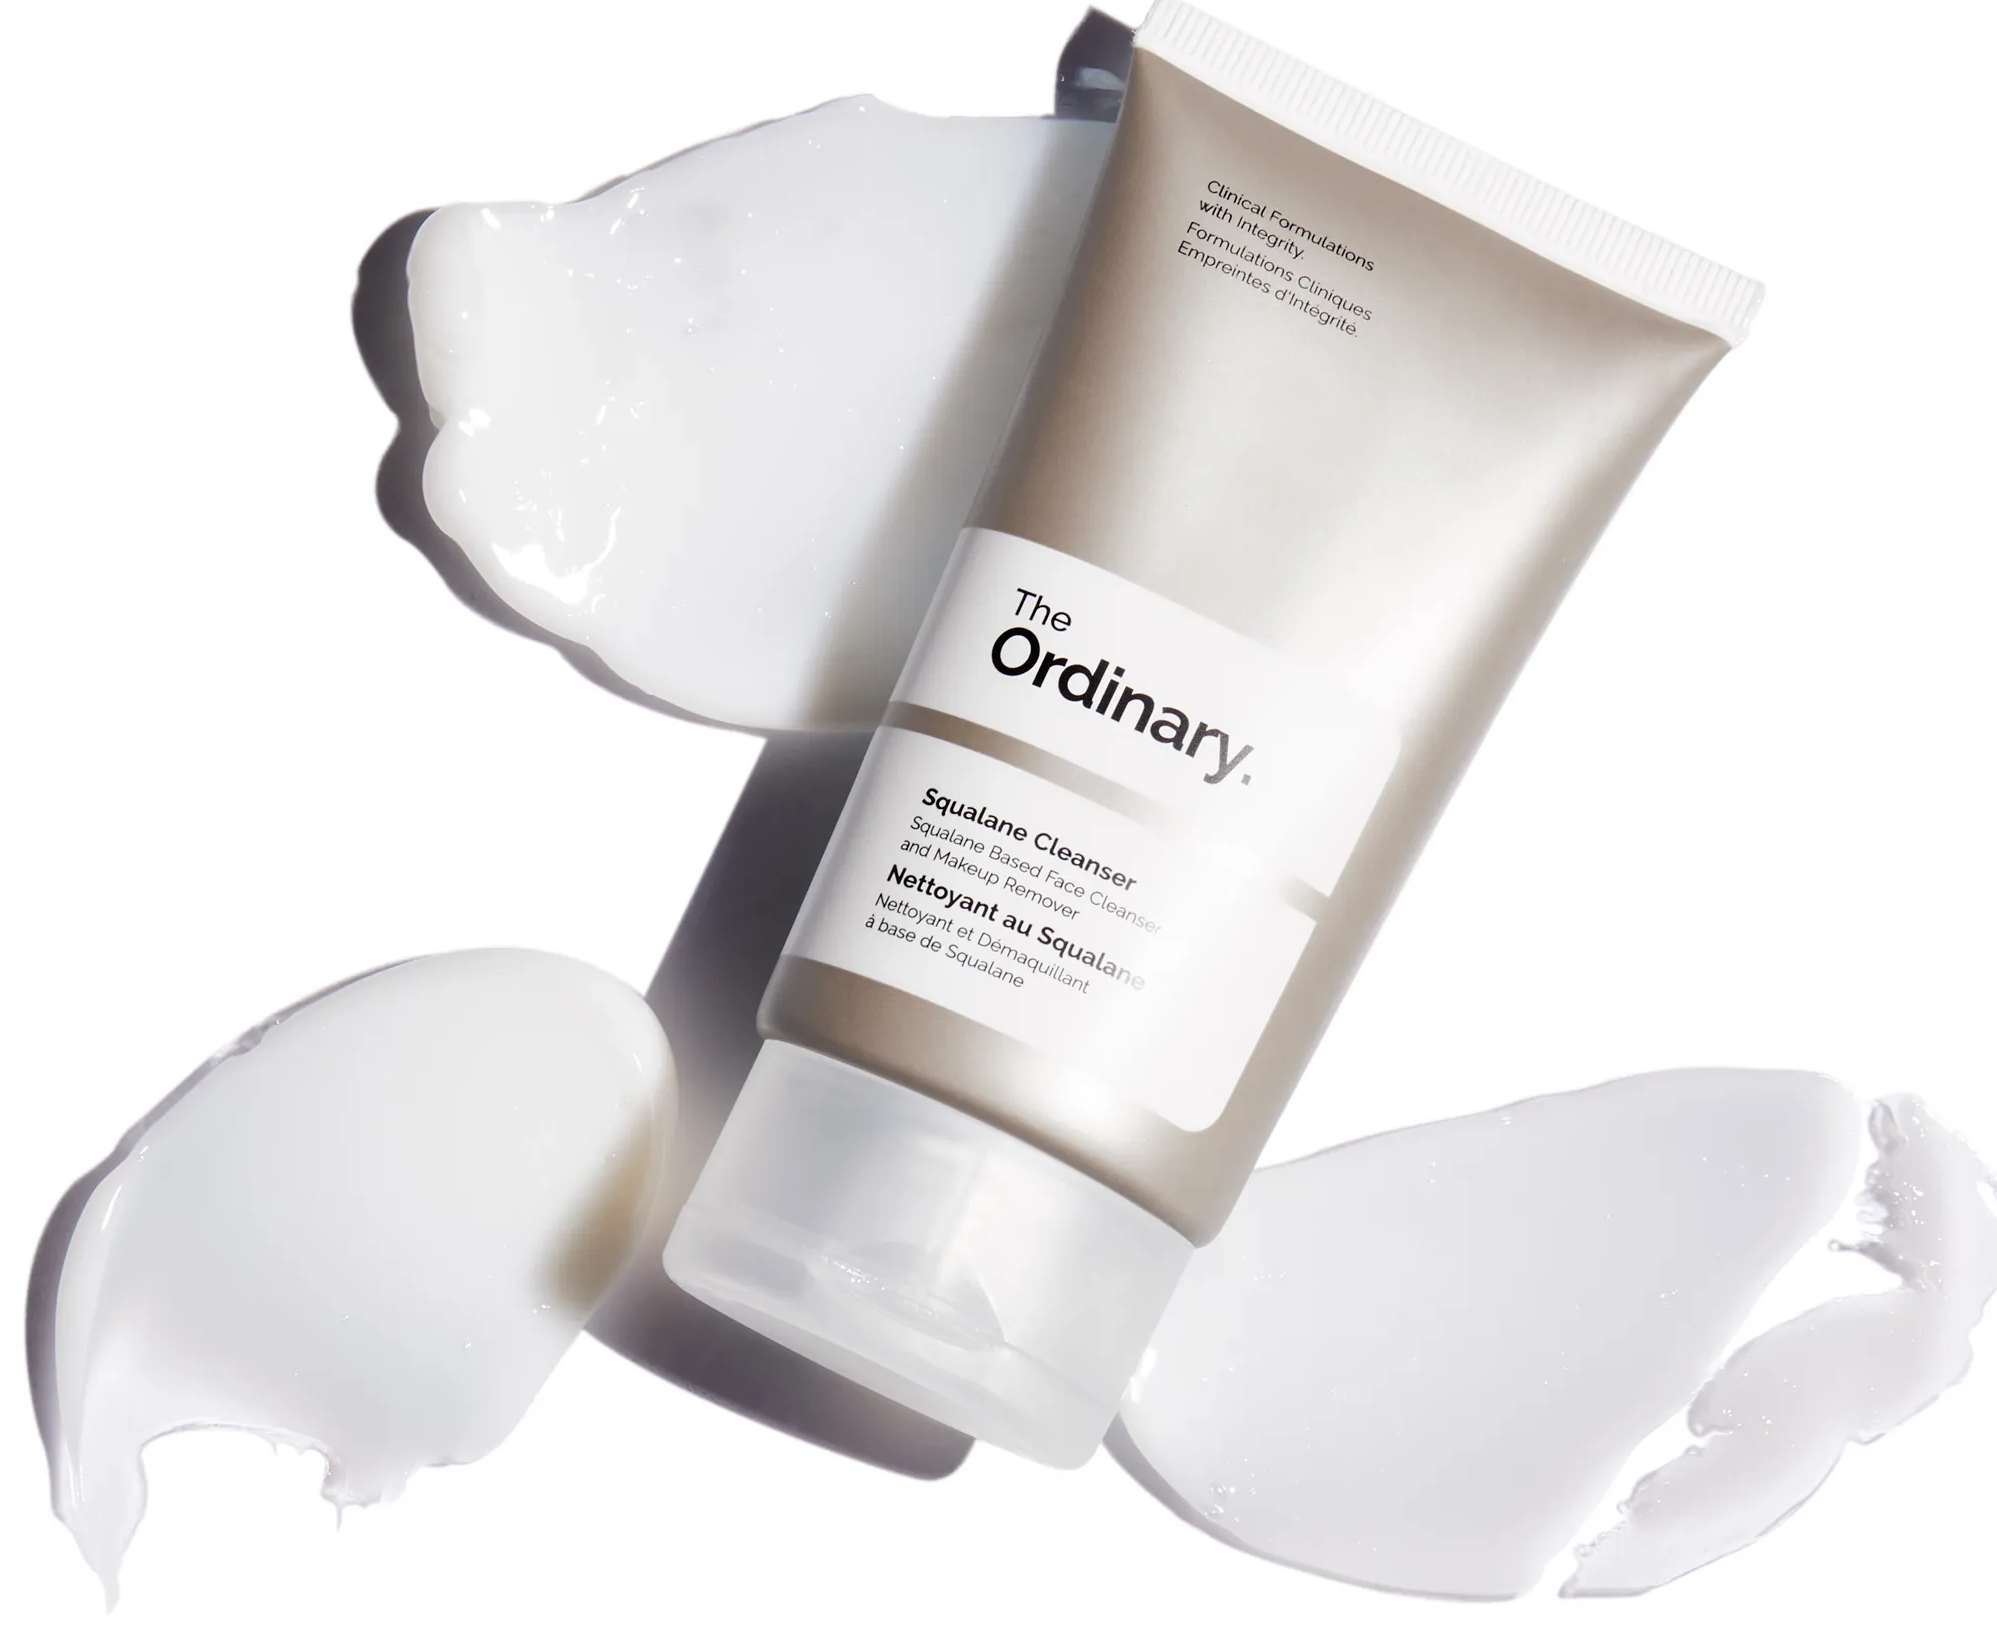 Clinical Formulations
with Integrity.
Formulations Cliniques
Empreintes d'Intégrité.
The
Ordinary.
Squalane Cleanser
Squalane Based Face Cleanser
and Makeup Remover
Nettoyant au Squalane
Nettoyant et Démaquillant
à base de Squalane